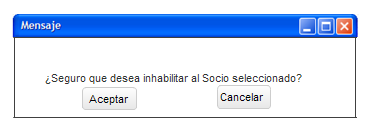 Mensaje
¿Seguro que desea inhabilitar al Socio seleccionado?
Aceptar Cancelar